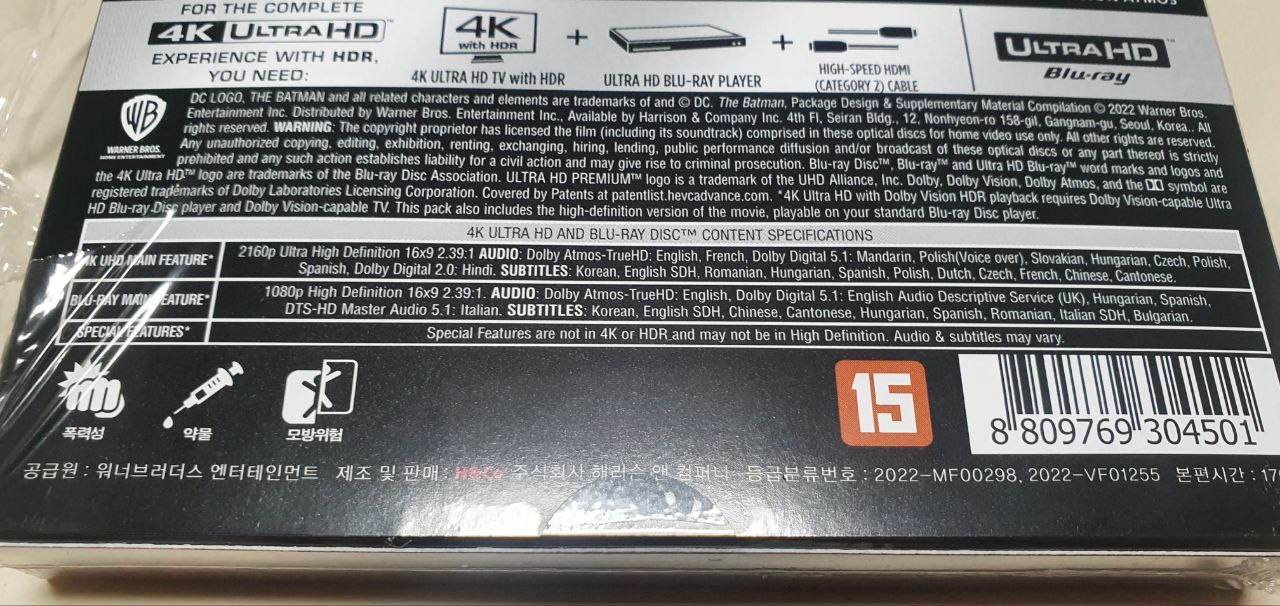 FOR THE COMPLETE
4K ULTRA HD™
EXPERIENCE WITH HDR,
YOU NEED:
4K
with HDR
4K ULTRA HD TV with HDR
+
ULTRA HD BLU-RAY PLAYER
+
HIGH-SPEED HDMI
(CATEGORY 2) CABLE
ULTRA HD™
Blu-ray
WB
WARNER BROS.
HOME ENTERTAINMENT
DC LOGO, THE BATMAN and all related characters and elements are trademarks of and © DC. The Batman, Package Design & Supplementary Material Compilation © 2022 Warner Bros.
Entertainment Inc. Distributed by Warner Bros. Entertainment Inc., Available by Harrison & Company Inc. 4th Fl, Seiran Bldg., 12, Nonhyeon-ro 158-gil, Gangnam-gu, Seoul, Korea.. All
rights reserved. WARNING: The copyright proprietor has licensed the film (including its soundtrack) comprised in these optical discs for home video use only. All other rights are reserved.
Any unauthorized copying, editing, exhibition, renting, exchanging, hiring, lending, public performance diffusion and/or broadcast of these optical discs or any part thereof is strictly
prohibited and any such action establishes liability for a civil action and may give rise to criminal prosecution. Blu-ray Disc™, Blu-ray™ and Ultra HD Blu-ray™ word marks and logos and
the 4K Ultra HD™ logo are trademarks of the Blu-ray Disc Association. ULTRA HD PREMIUM™ logo is a trademark of the UHD Alliance, Inc. Dolby, Dolby Vision, Dolby Atmos, and the symbol are
registered trademarks of Dolby Laboratories Licensing Corporation. Covered by Patents at patentlist.hevcadvance.com. *4K Ultra HD with Dolby Vision HDR playback requires Dolby Vision-capable Ultra
HD Blu-ray Disc player and Dolby Vision-capable TV. This pack also includes the high-definition version of the movie, playable on your standard Blu-ray Disc player.
4K ULTRA HD AND BLU-RAY DISC™ CONTENT SPECIFICATIONS
4K UHD MAIN FEATURE*
2160p Ultra High Definition 16x9 2.39:1 AUDIO: Dolby Atmos-TrueHD: English, French, Dolby Digital 5.1: Mandarin, Polish(Voice over), Slovakian, Hungarian, Czech, Polish,
Spanish, Dolby Digital 2.0: Hindi. SUBTITLES: Korean, English SDH, Romanian, Hungarian, Spanish, Polish, Dutch, Czech, French, Chinese, Cantonese.
BLU-RAY MAIN FEATURE*
1080p High Definition 16x9 2.39:1. AUDIO: Dolby Atmos-TrueHD: English, Dolby Digital 5.1: English Audio Descriptive Service (UK), Hungarian, Spanish,
DTS-HD Master Audio 5.1: Italian. SUBTITLES: Korean, English SDH, Chinese, Cantonese, Hungarian, Spanish, Romanian, Italian SDH, Bulgarian.
SPECIAL FEATURES*
Special Features are not in 4K or HDR and may not be in High Definition. Audio & subtitles may vary.
폭력성
약물
모방위험
15
8 809769 304501
공급원 : 워너브러더스 엔터테인먼트 제조 및 판매 : H&Co 주식회사 해리슨 앤 컴퍼니 등급분류번호 : 2022-MF00298, 2022-VF01255 본편시간 :